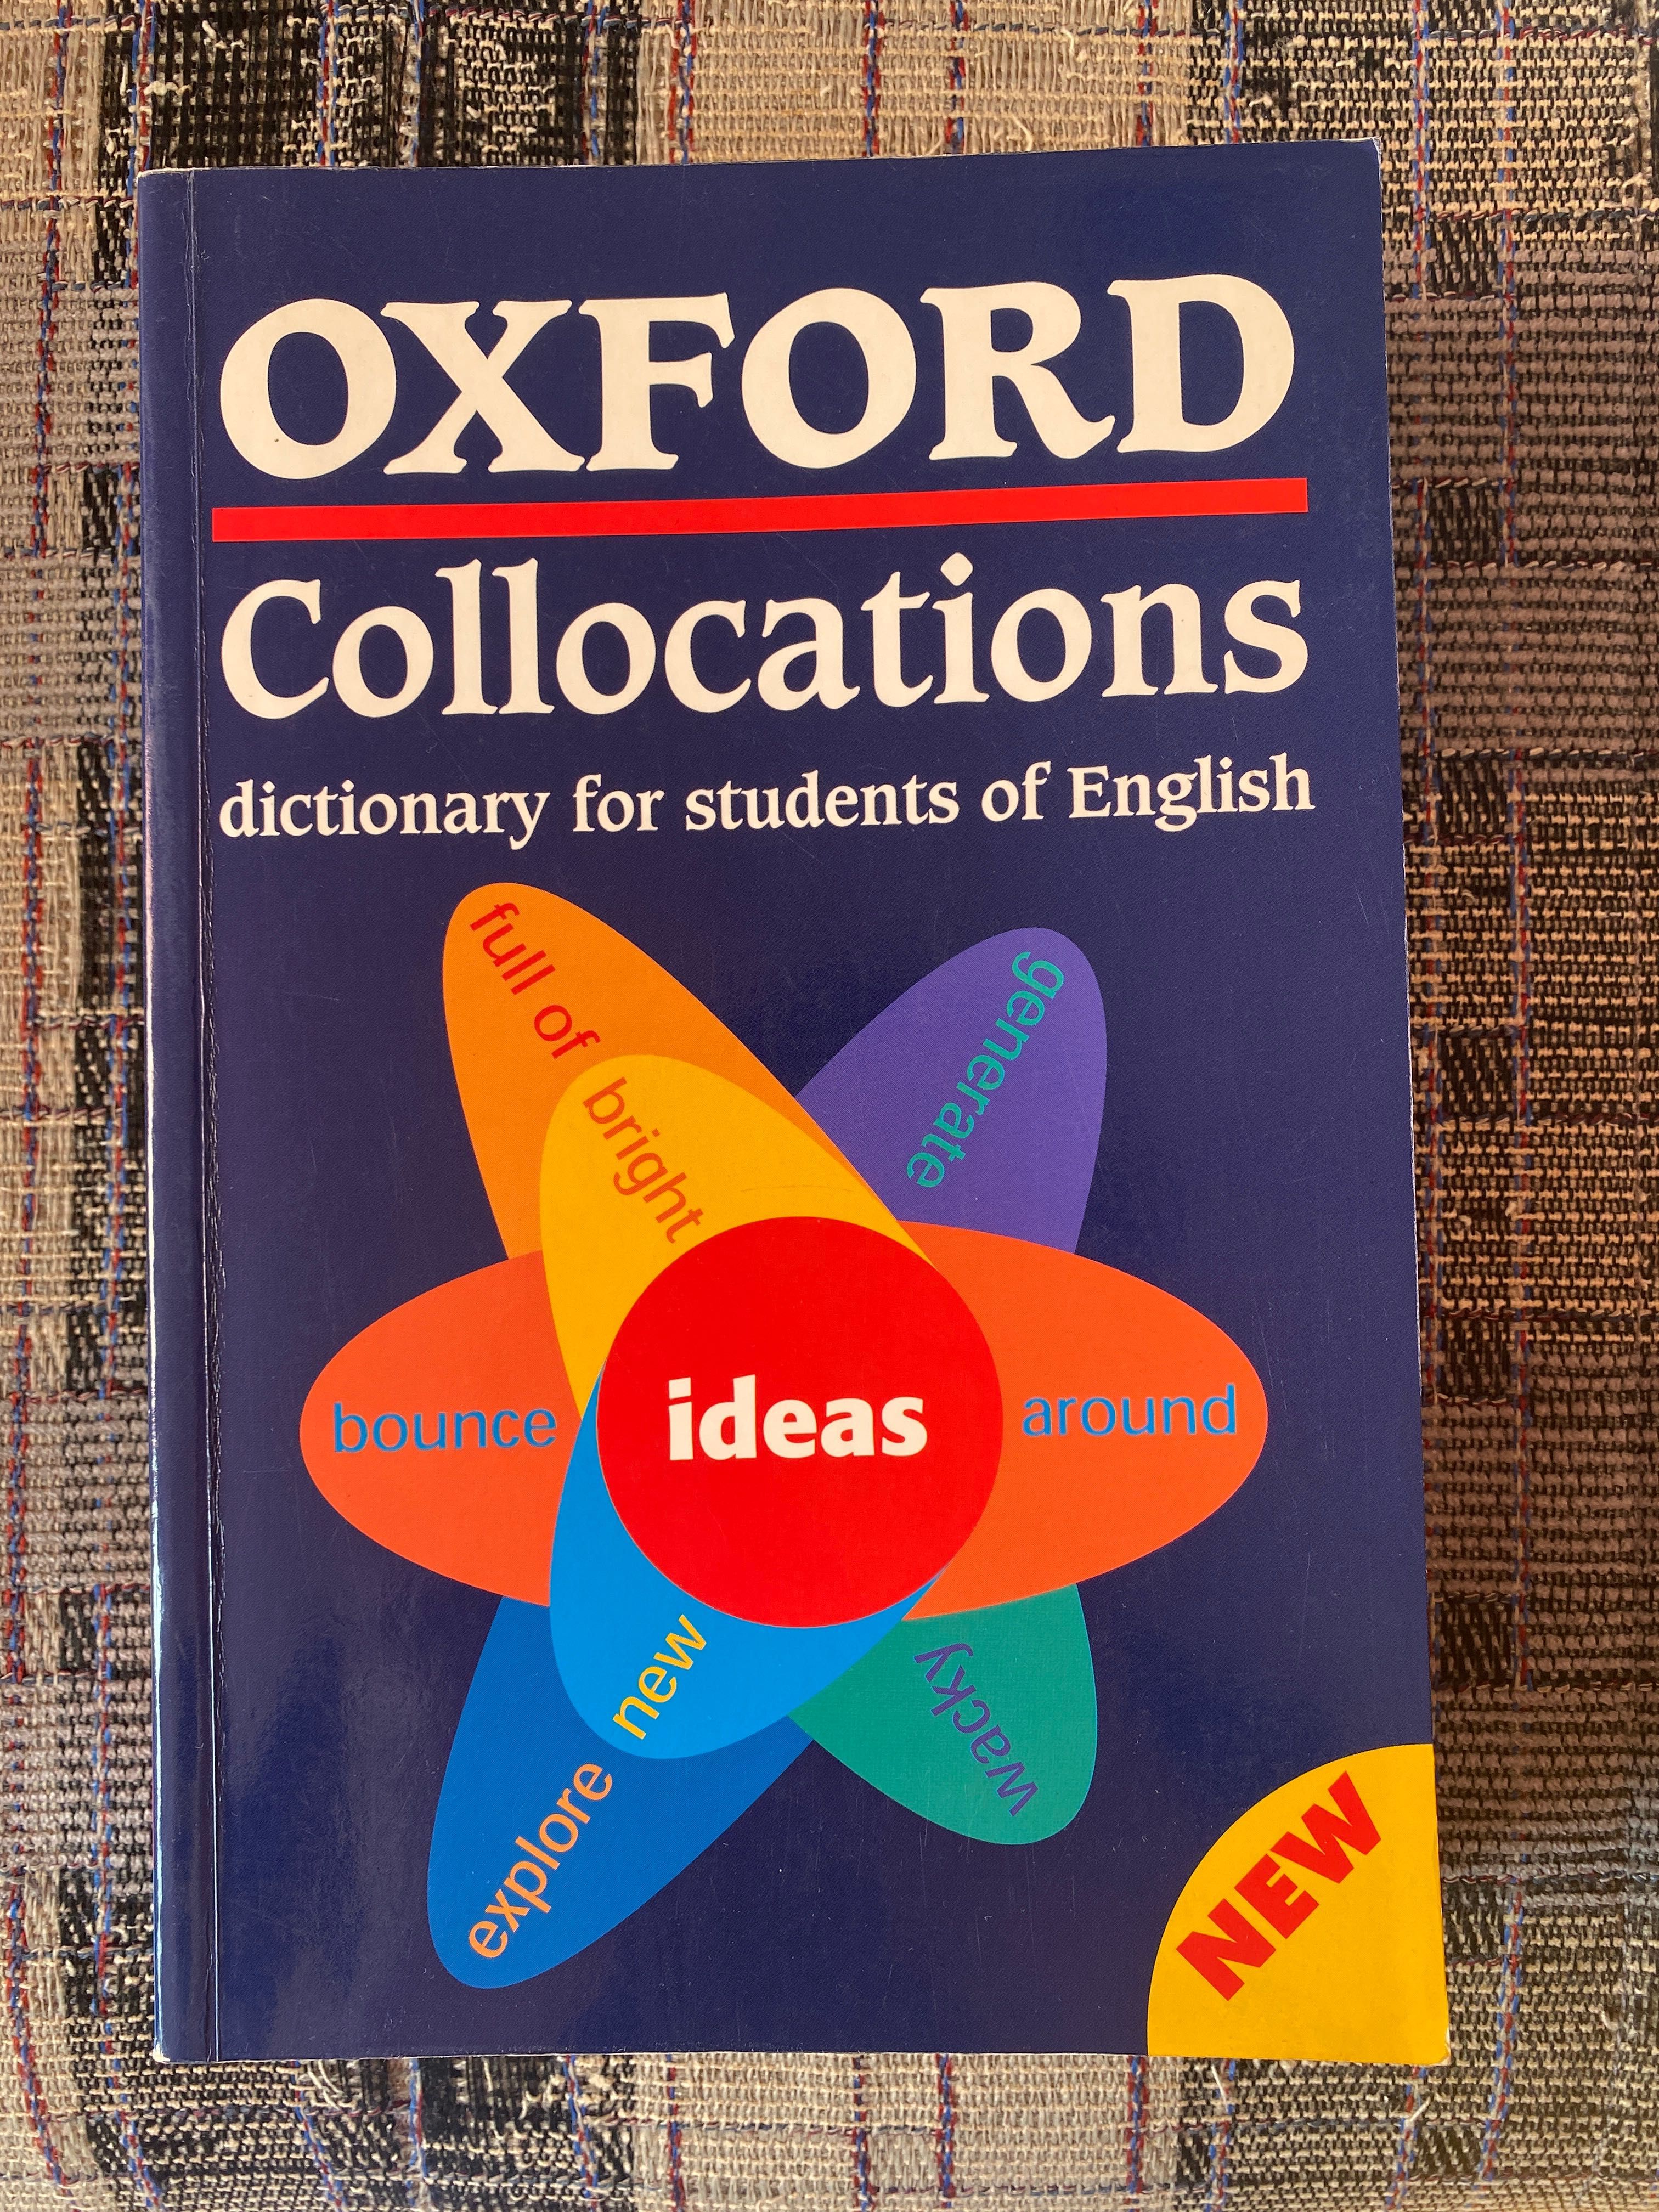 OXFORD
Collocations
dictionary for students of English
full of
bright
generate
bounce
ideas
around
new
explore
wacky
NEW